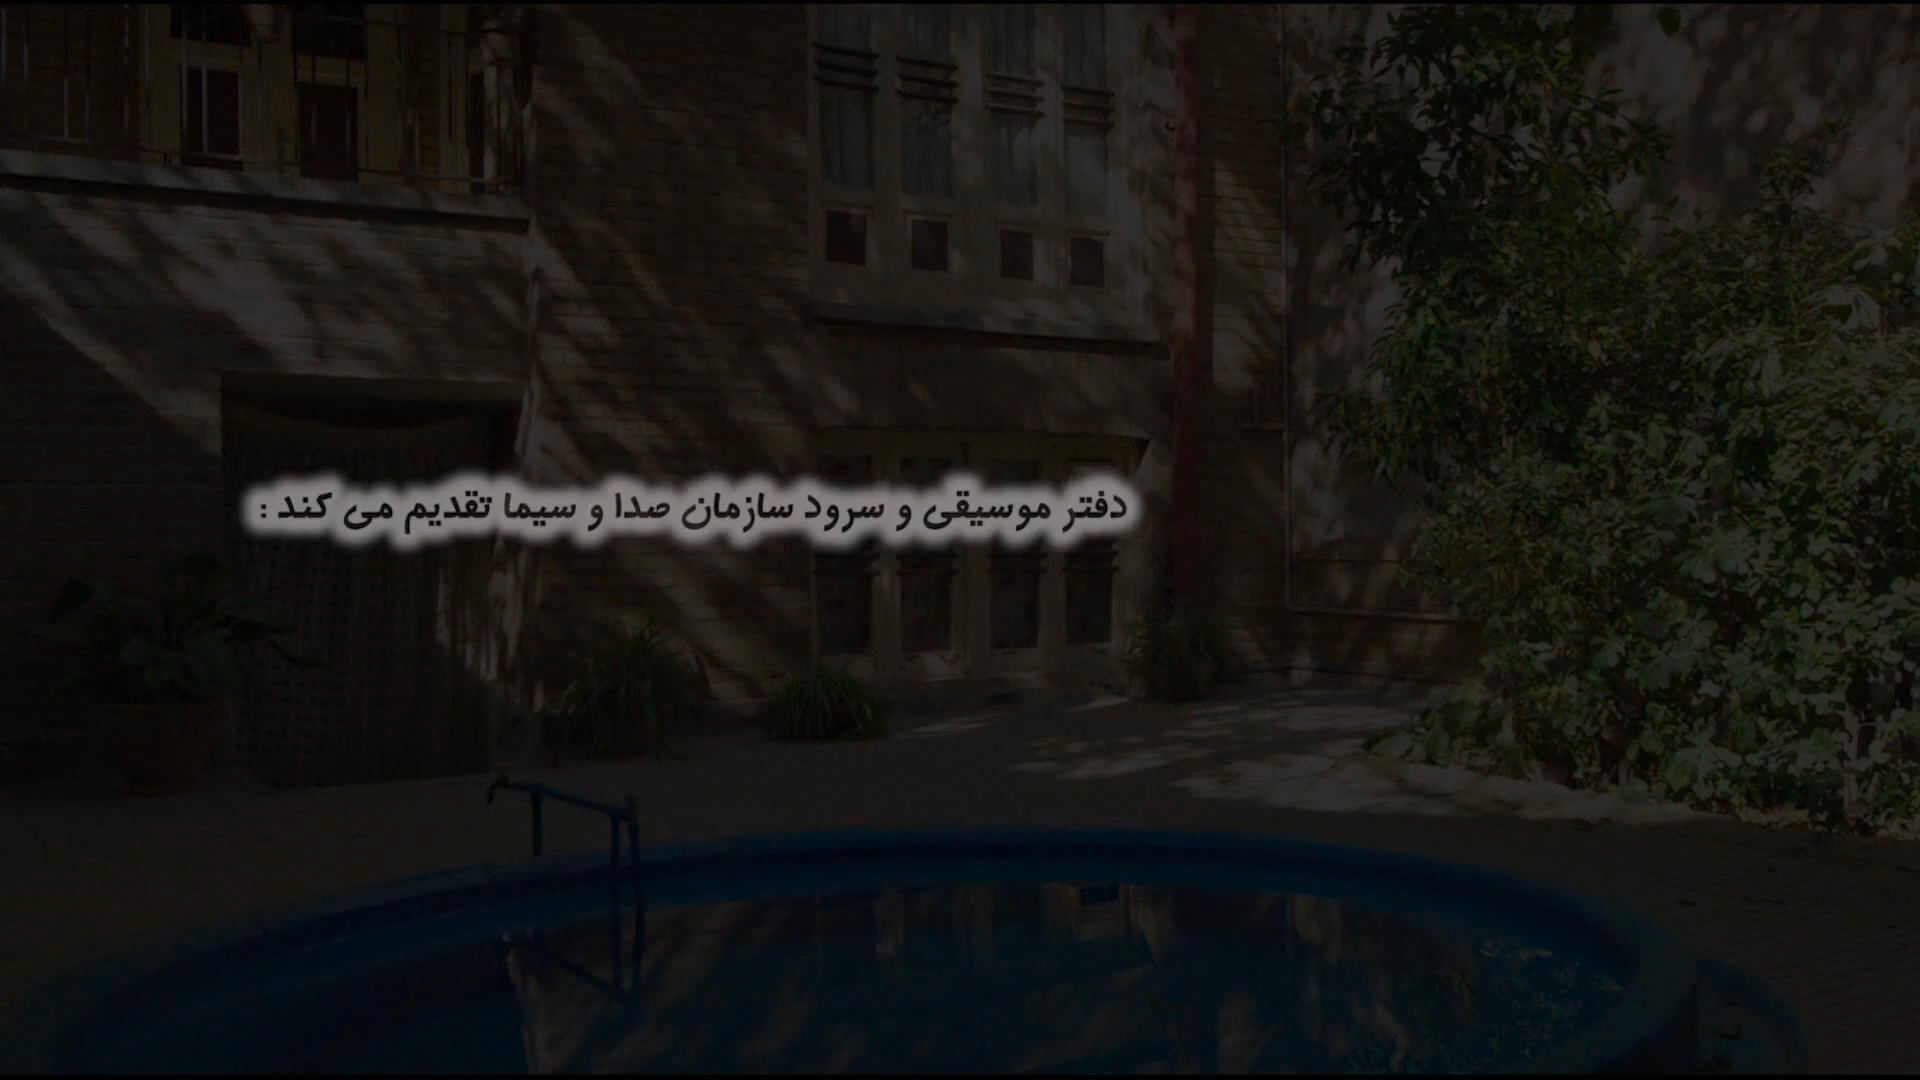 دفتر موسیقی و سرود سازمان صدا و سیما تقدیم می کند :